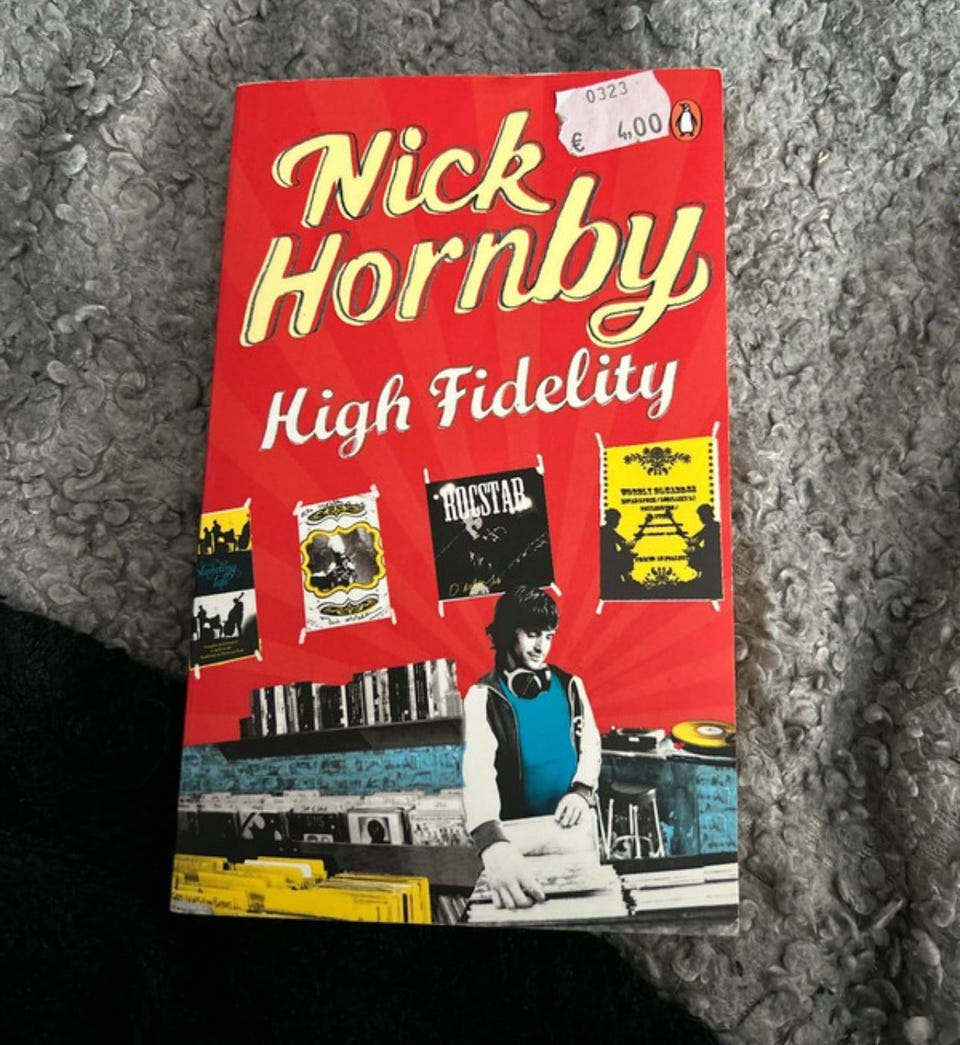 0323
€ 4,00
Nick
Hornby
High Fidelity
ROCSTAR